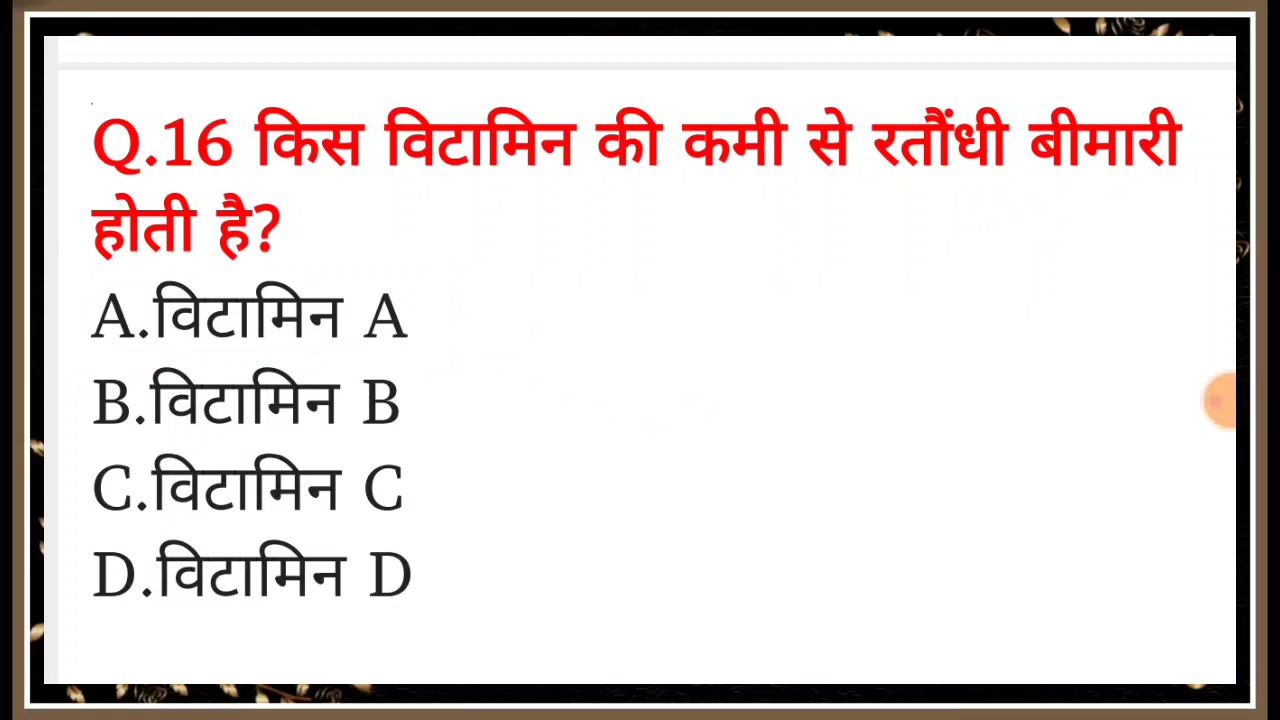 Q.16 किस विटामिन की कमी से रतौंधी बीमारी
होती है?
A.विटामिन A
B.विटामिन B
C.विटामिन C
D.विटामिन D